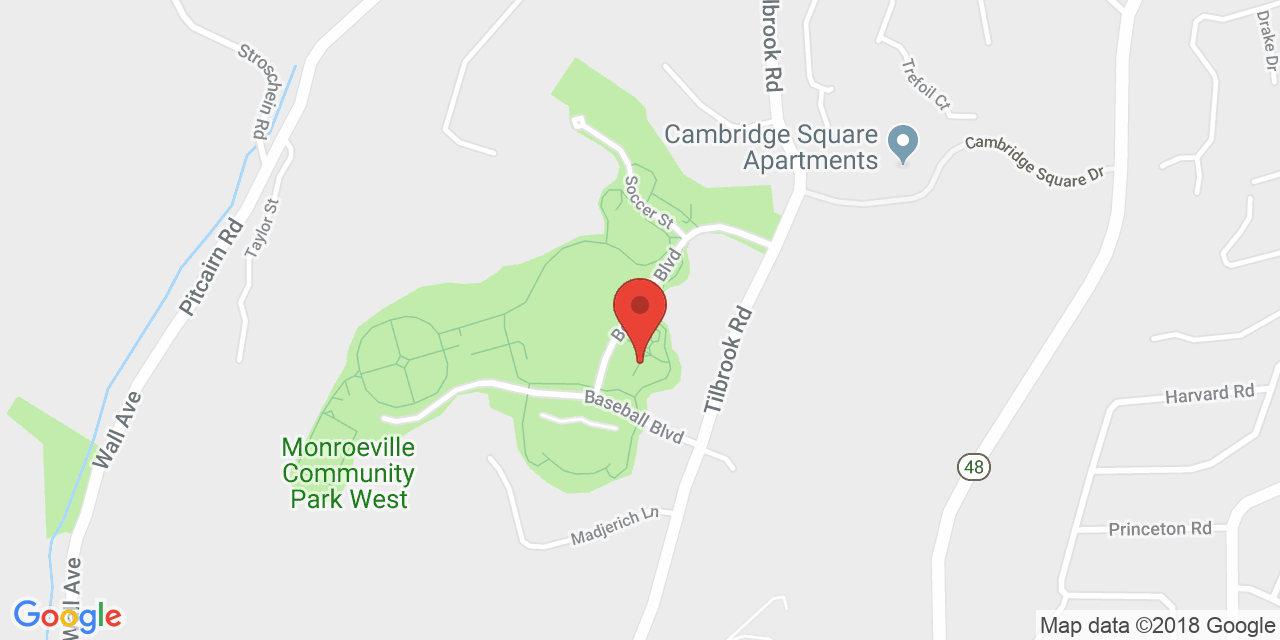 Stroschein Rd
lbrook Rd
Trefoil Ct
Drake Dr
Cambridge Square
Apartments
Cambridge Square Dr
Soccer St
Taylor St
Pitcairn Rd
Blvd
Tilbrook Rd
Wall Ave
Baseball Blvd
Harvard Rd
Monroeville
Community
Park West
48
Madjerich Ln
Princeton Rd
Wall Ave
Google
Map data ©2018 Google